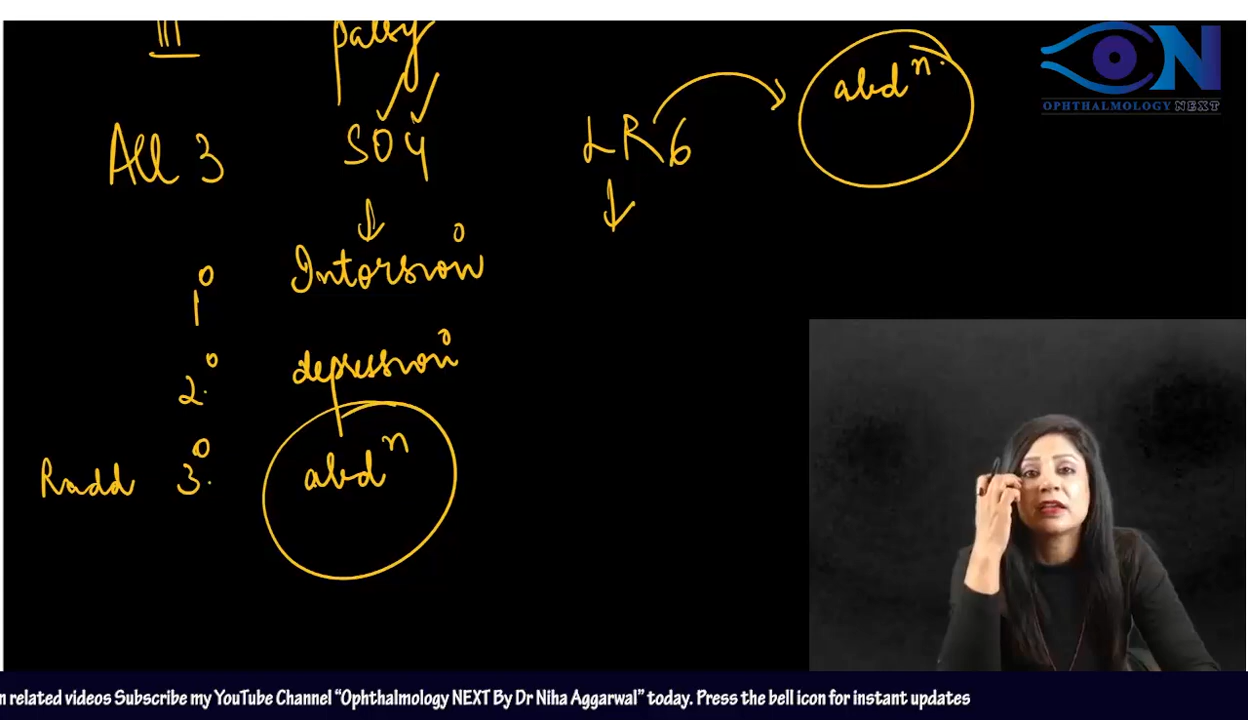 III palsy
abdⁿ.
ON
OPHTHALMOLOGY NEXT
All 3 SO4 LR6
1° Intorsion
2.° depression
Radd 3.° abdⁿ
n related videos Subscribe my YouTube Channel “Ophthalmology NEXT By Dr Niha Aggarwal” today. Press the bell icon for instant updates